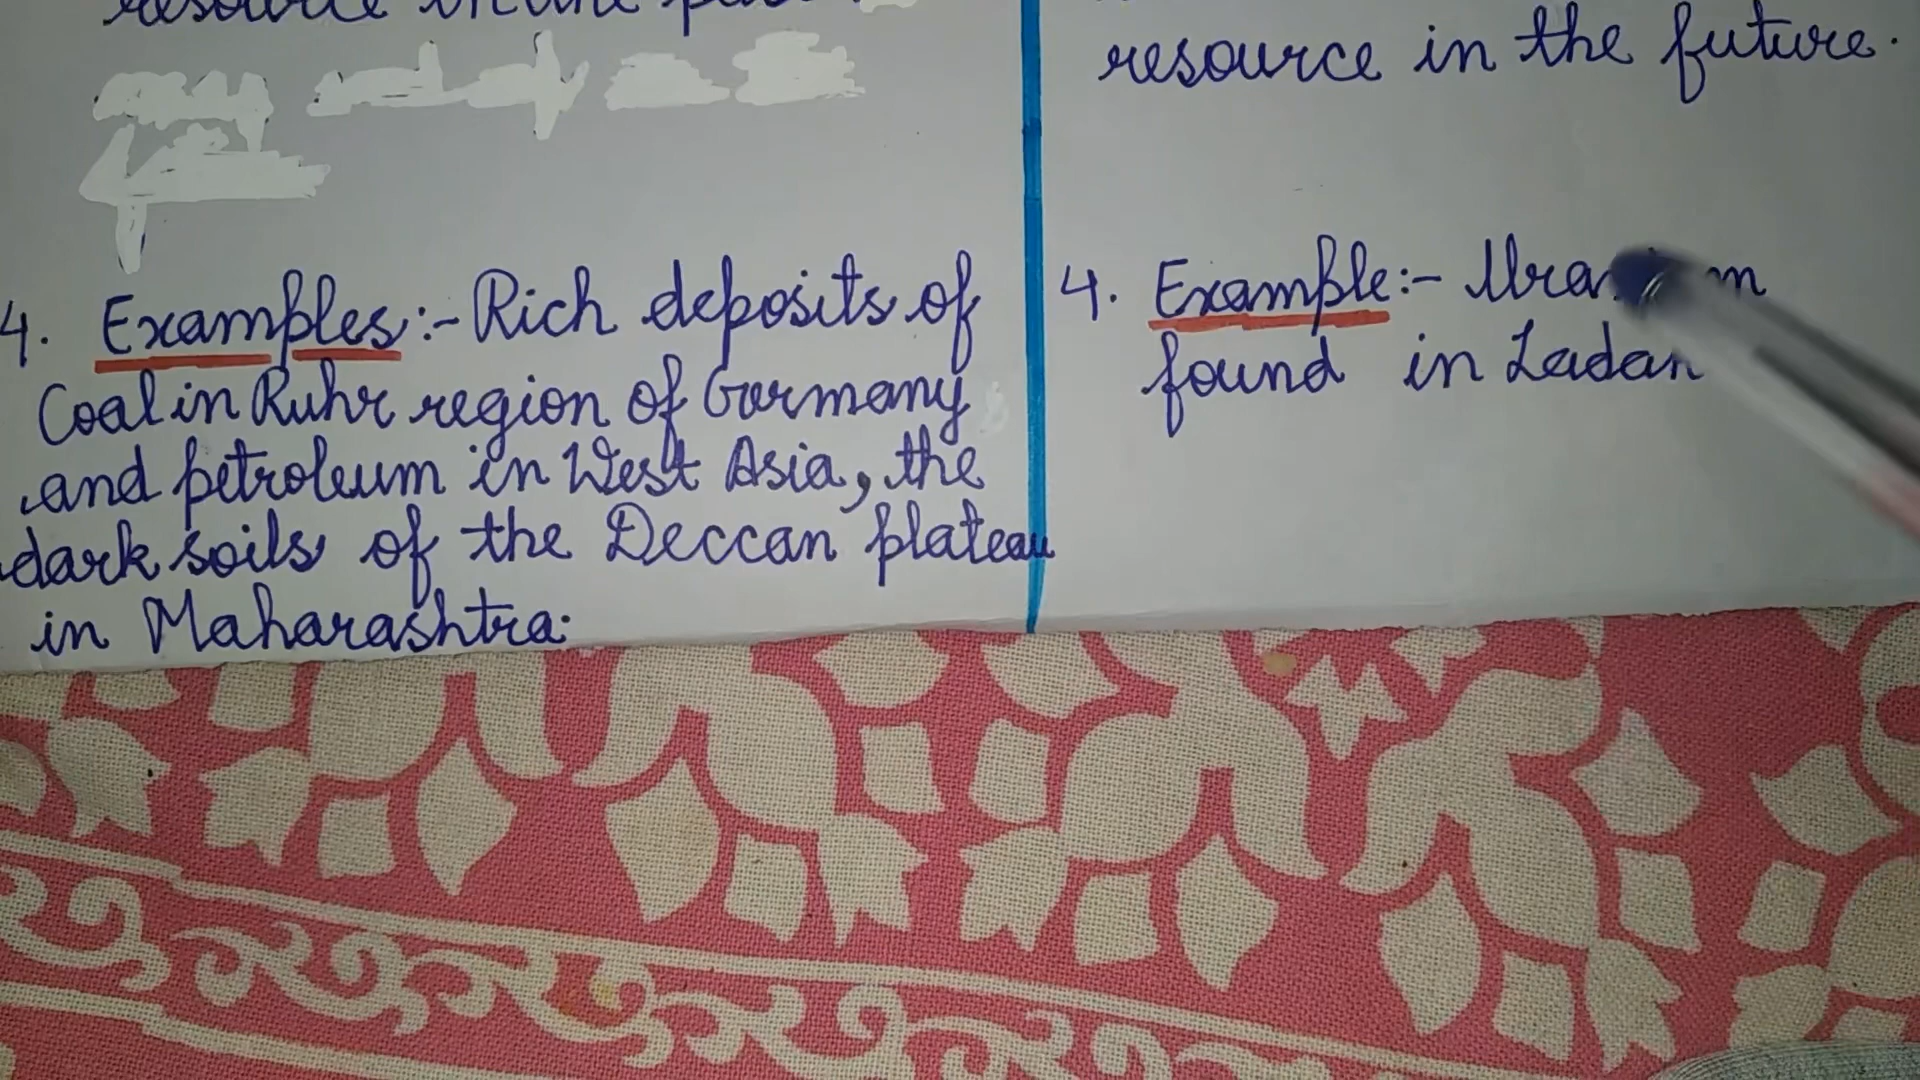 resource in the future.
4. Examples:- Rich deposits of
Coal in Ruhr region of Germany
and petroleum in West Asia, the
dark soils of the Deccan plateau
in Maharashtra.
4. Example:-
found in